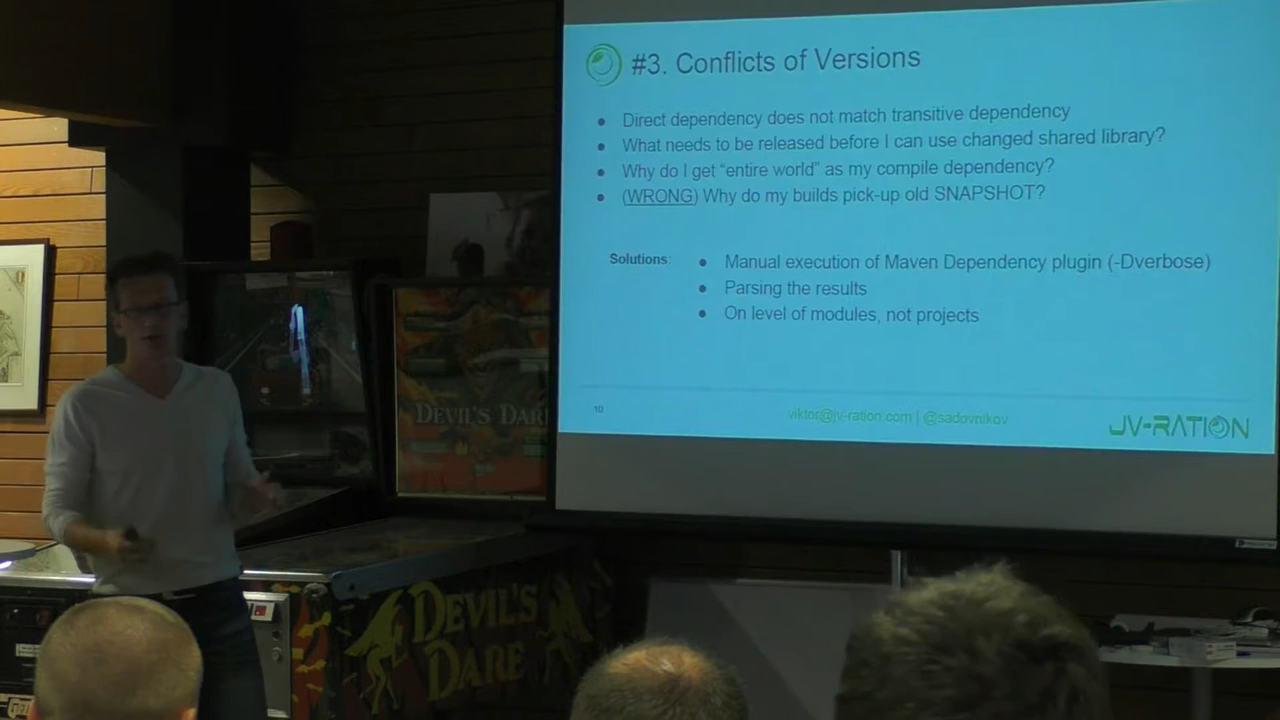 #3. Conflicts of Versions
Direct dependency does not match transitive dependency
What needs to be released before I can use changed shared library?
Why do I get “entire world” as my compile dependency?
(WRONG) Why do my builds pick-up old SNAPSHOT?
Solutions:
Manual execution of Maven Dependency plugin (-Dverbose)
Parsing the results
On level of modules, not projects
10
viktor@jv-ration.com | @sadovnikov
JV-RATION
DEVIL'S DAR
DEVIL'S
DARE